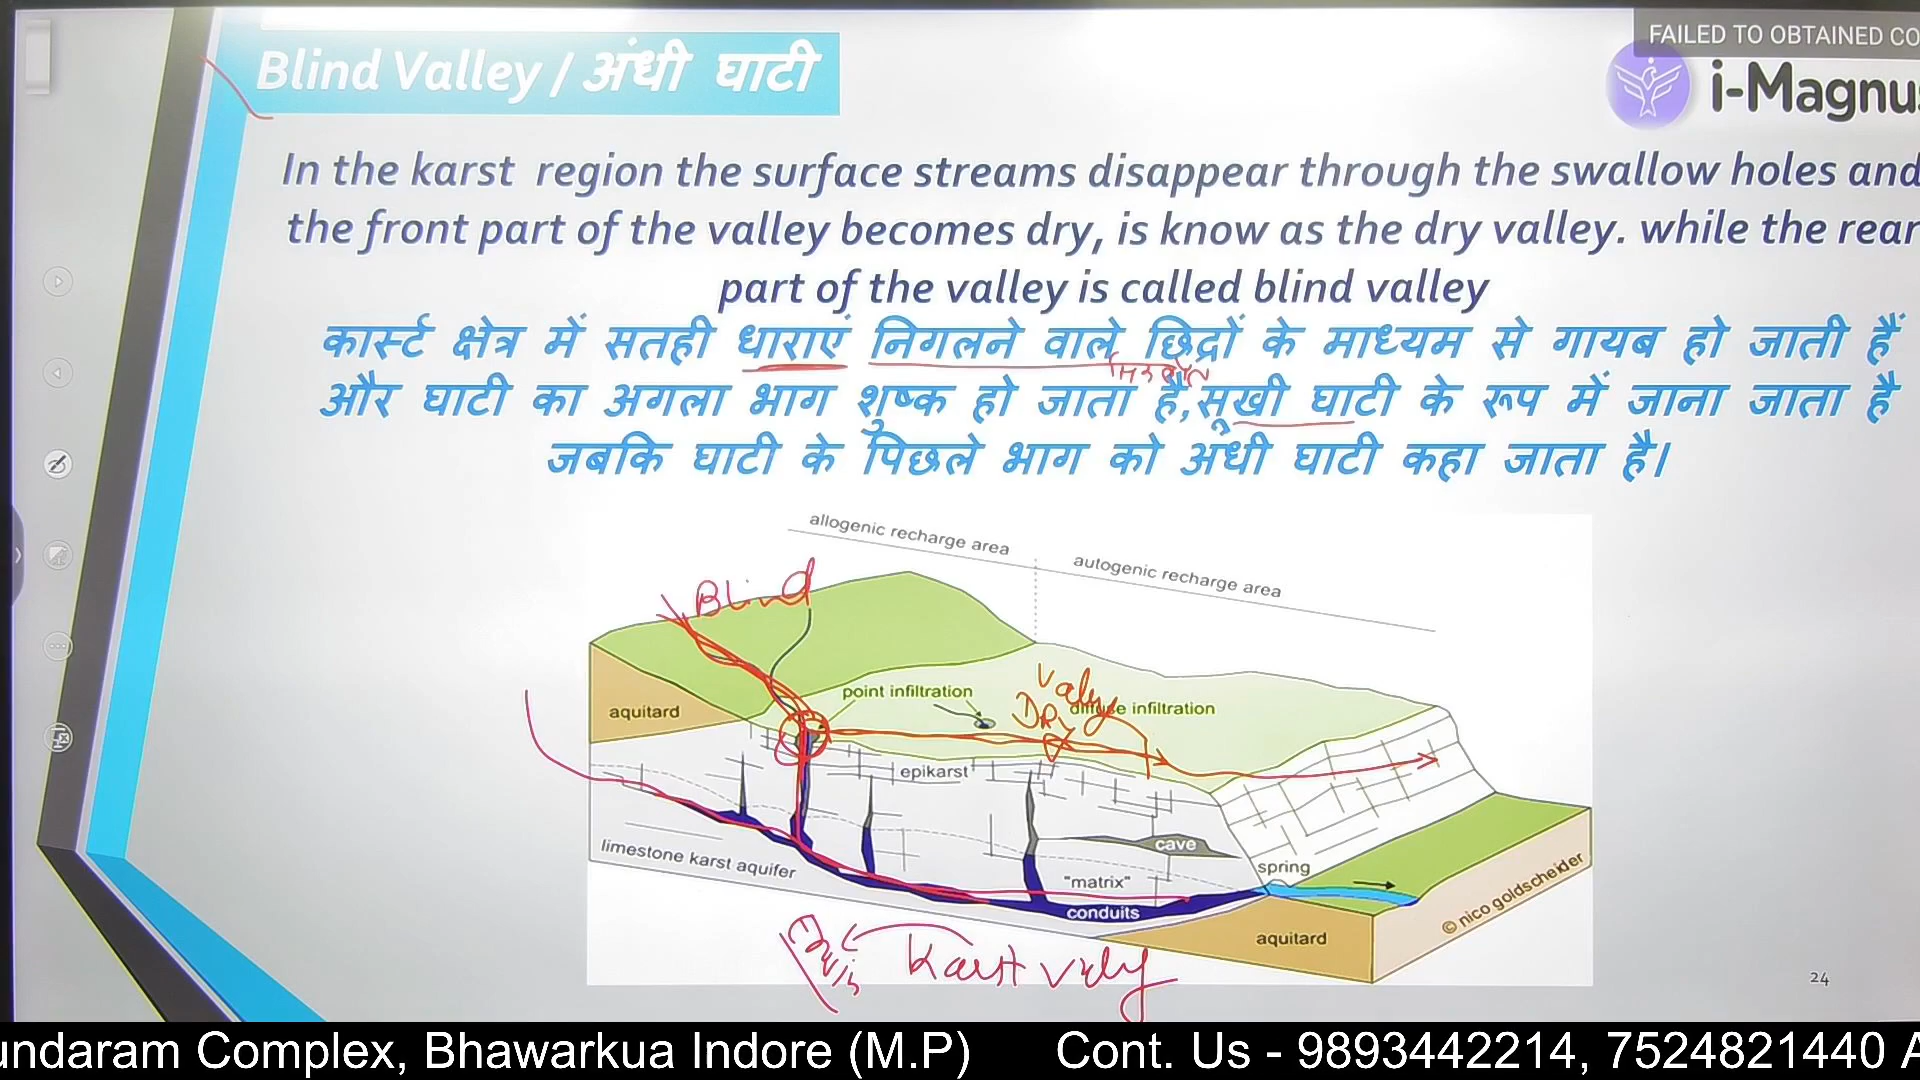 FAILED TO OBTAINED CO
Blind Valley / अंधी घाटी
i-Magnus
In the karst region the surface streams disappear through the swallow holes and
the front part of the valley becomes dry, is know as the dry valley. while the rear
part of the valley is called blind valley
कार्स्ट क्षेत्र में सतही धाराएं निगलने वाले छिद्रों के माध्यम से गायब हो जाती हैं
और घाटी का अगला भाग शुष्क हो जाता है,सूखी घाटी के रूप में जाना जाता है
जबकि घाटी के पिछले भाग को अंधी घाटी कहा जाता है।
allogenic recharge area
autogenic recharge area
Blind
point infiltration
Valey
DRY
diffuse infiltration
aquitard
epikarst
cave
limestone karst aquifer
"matrix"
spring
conduits
aquitard
© nico goldscheider
Karst
24
undaram Complex, Bhawarkua Indore (M.P) Cont. Us - 9893442214, 7524821440 A